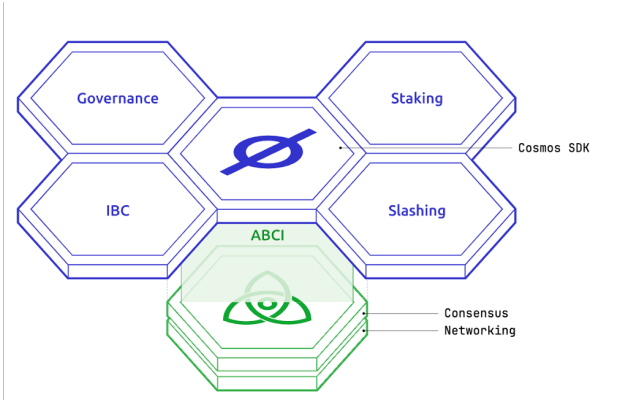 Governance
Staking
Cosmos SDK
IBC
Slashing
ABCI
Consensus
Networking